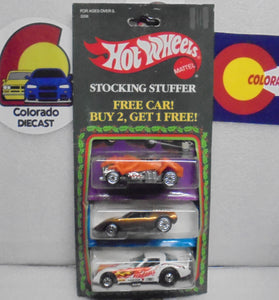 FOR AGES OVER 3
Hot Wheels
MATTEL
STOCKING STUFFER
FREE CAR!
BUY 2, GET 1 FREE!
Colorado
DIECAST
COLORA